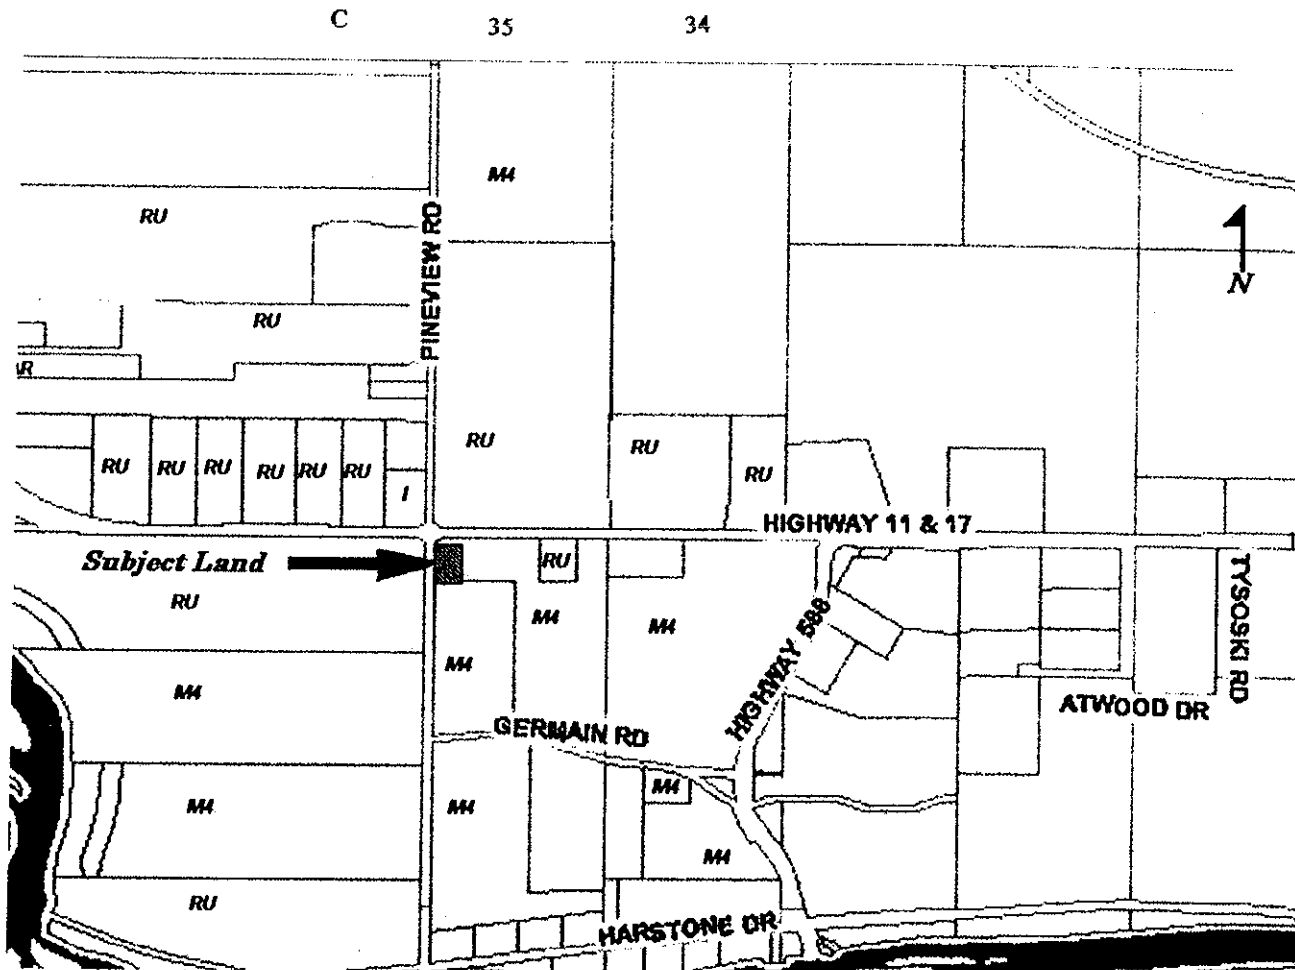 C 35 34
M4
RU
PINEVIEW RD
N
RU
RU
RU
RU RU RU RU RU RU
RU
I
HIGHWAY 11 & 17
Subject Land
RU
RU
M4
M4
HIGHWAY 588
TYSOSKI RD
M4
M4
ATWOOD DR
GERMAIN RD
M4
M4
M4
M4
RU
HARSTONE DR